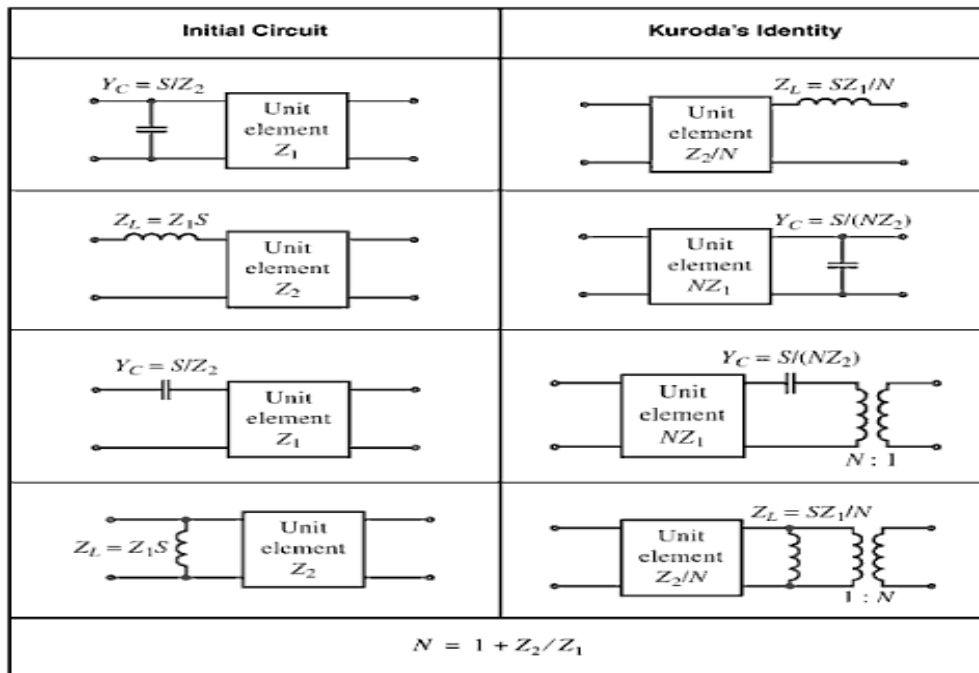 Initial Circuit
Kuroda's Identity
Y_C = S/Z_2
Unit
element
Z_1
Z_L = SZ_1/N
Unit
element
Z_2/N
Z_L = Z_1S
Unit
element
Z_2
Y_C = S/(NZ_2)
Unit
element
NZ_1
Y_C = S/Z_2
Unit
element
Z_1
Y_C = S/(NZ_2)
Unit
element
NZ_1
N : 1
Z_L = Z_1S
Unit
element
Z_2
Z_L = SZ_1/N
Unit
element
Z_2/N
1 : N
N = 1 + Z_2/Z_1